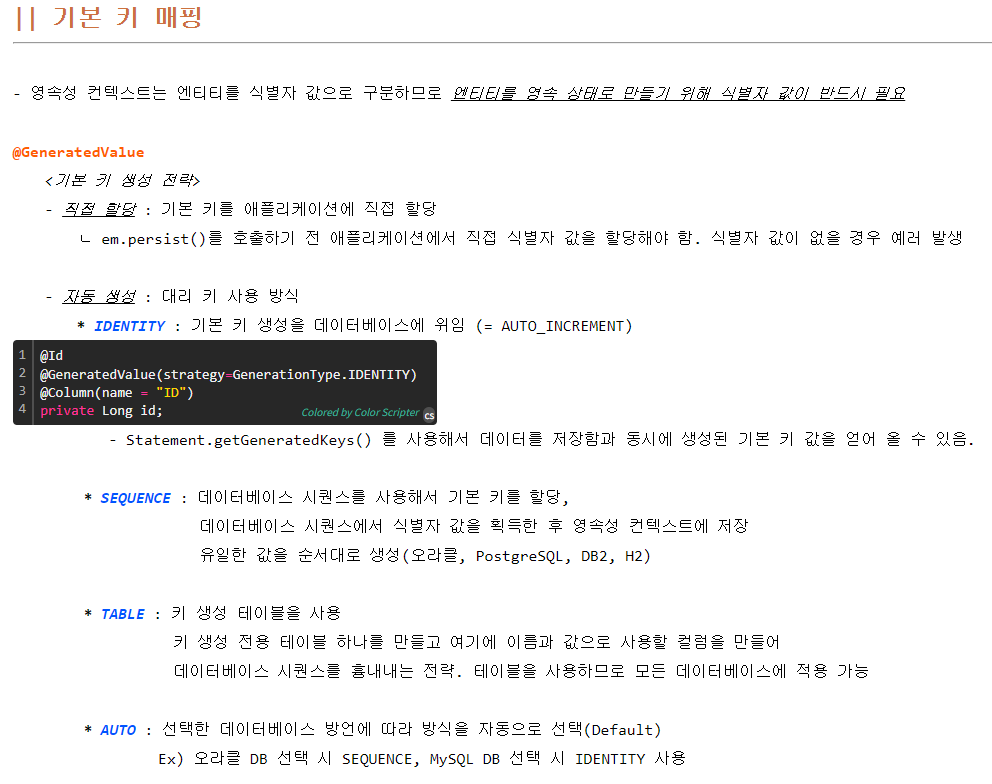 || 기본 키 매핑
- 영속성 컨텍스트는 엔티티를 식별자 값으로 구분하므로 엔티티를 영속 상태로 만들기 위해 식별자 값이 반드시 필요
@GeneratedValue
<기본 키 생성 전략>
- 직접 할당 : 기본 키를 애플리케이션에 직접 할당
ㄴ em.persist()를 호출하기 전 애플리케이션에서 직접 식별자 값을 할당해야 함. 식별자 값이 없을 경우 예러 발생
- 자동 생성 : 대리 키 사용 방식
* IDENTITY : 기본 키 생성을 데이터베이스에 위임 (= AUTO_INCREMENT)
1 @Id
2 @GeneratedValue(strategy=GenerationType.IDENTITY)
3 @Column(name = "ID")
4 private Long id;
Colored by Color Scripter cs
- Statement.getGeneratedKeys() 를 사용해서 데이터를 저장함과 동시에 생성된 기본 키 값을 얻어 올 수 있음.
* SEQUENCE : 데이터베이스 시퀀스를 사용해서 기본 키를 할당,
데이터베이스 시퀀스에서 식별자 값을 획득한 후 영속성 컨텍스트에 저장
유일한 값을 순서대로 생성(오라클, PostgreSQL, DB2, H2)
* TABLE : 키 생성 테이블을 사용
키 생성 전용 테이블 하나를 만들고 여기에 이름과 값으로 사용할 컬럼을 만들어
데이터베이스 시퀀스를 흉내내는 전략. 테이블을 사용하므로 모든 데이터베이스에 적용 가능
* AUTO : 선택한 데이터베이스 방언에 따라 방식을 자동으로 선택(Default)
Ex) 오라클 DB 선택 시 SEQUENCE, MySQL DB 선택 시 IDENTITY 사용